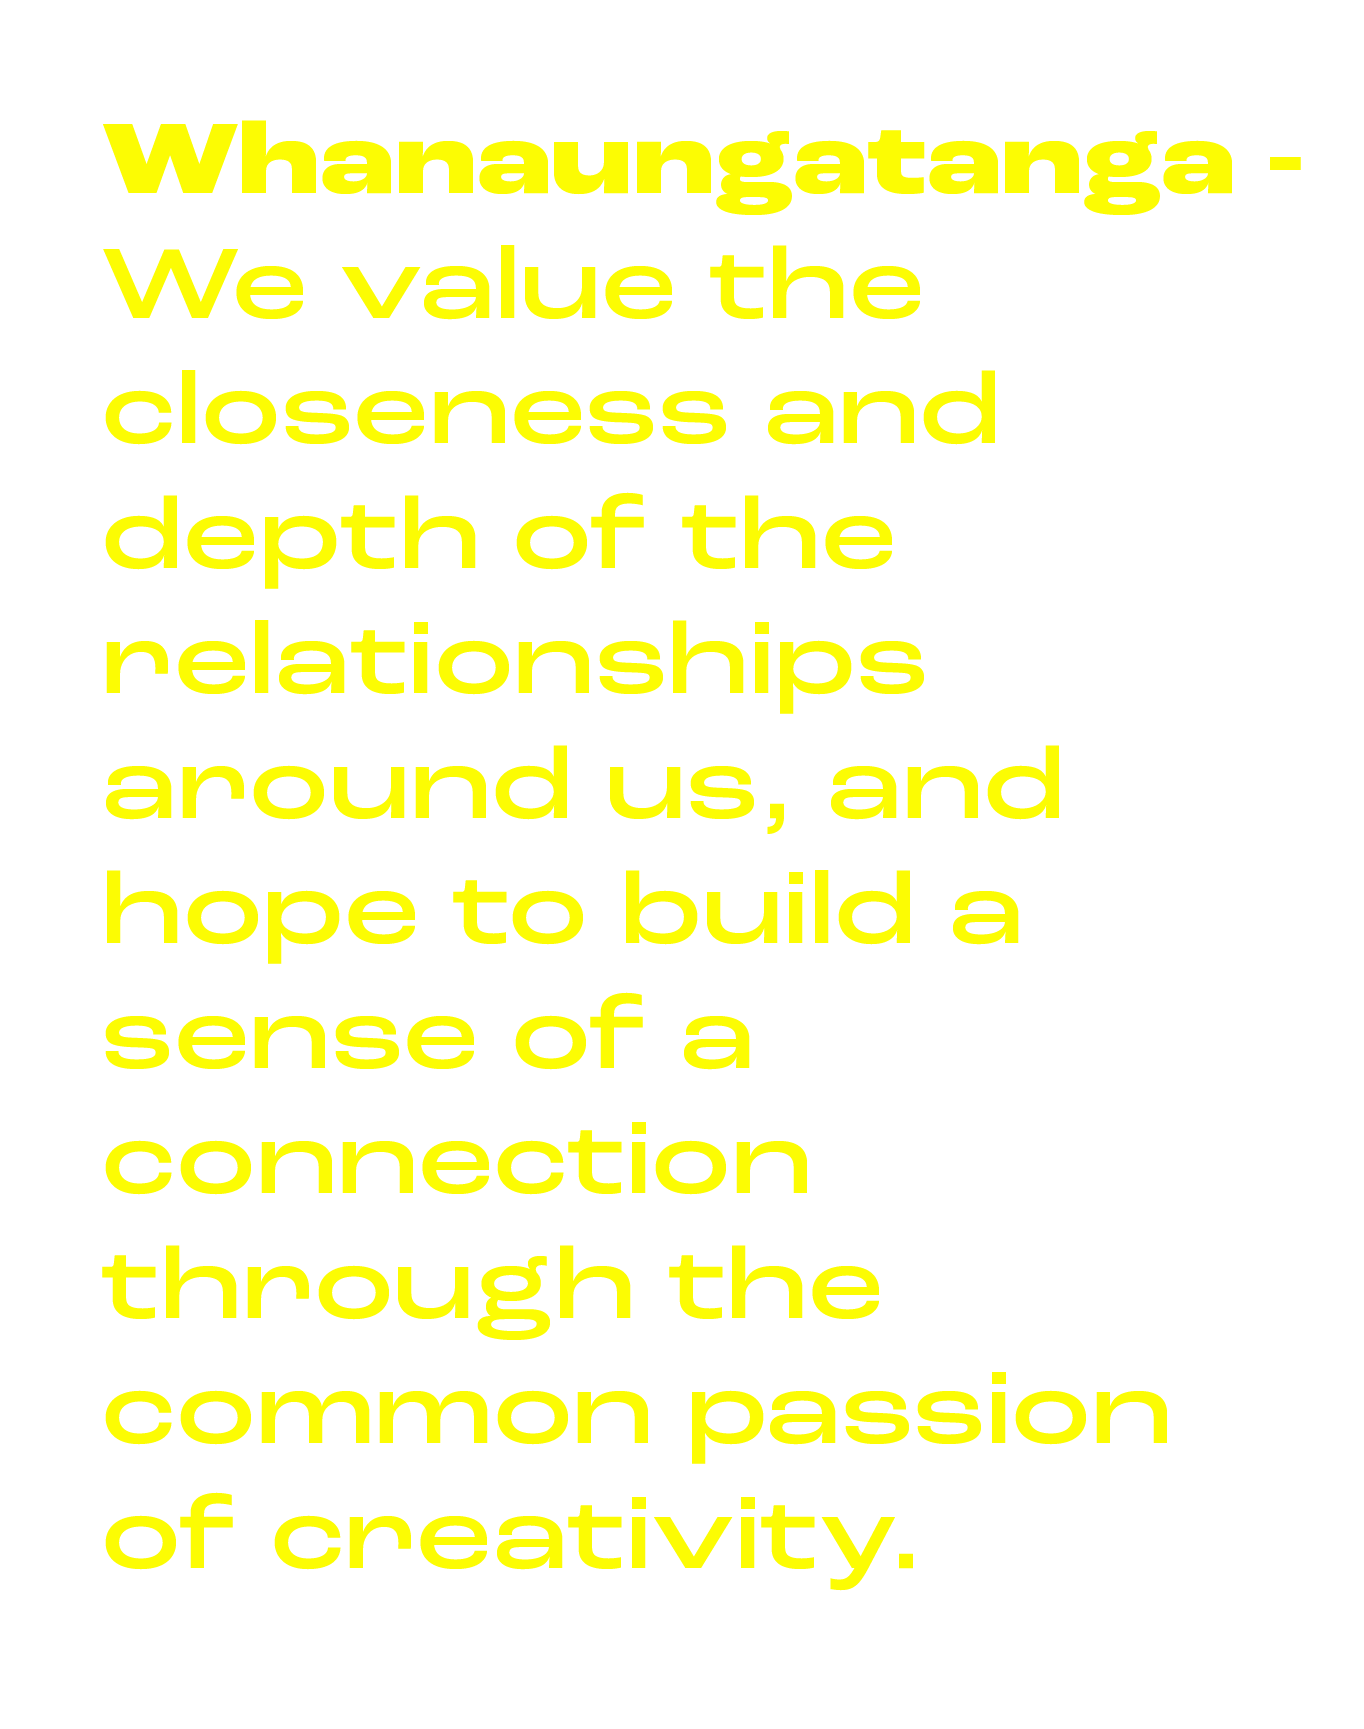 Whanaungatanga -
We value the
closeness and
depth of the
relationships
around us, and
hope to build a
sense of a
connection
through the
common passion
of creativity.